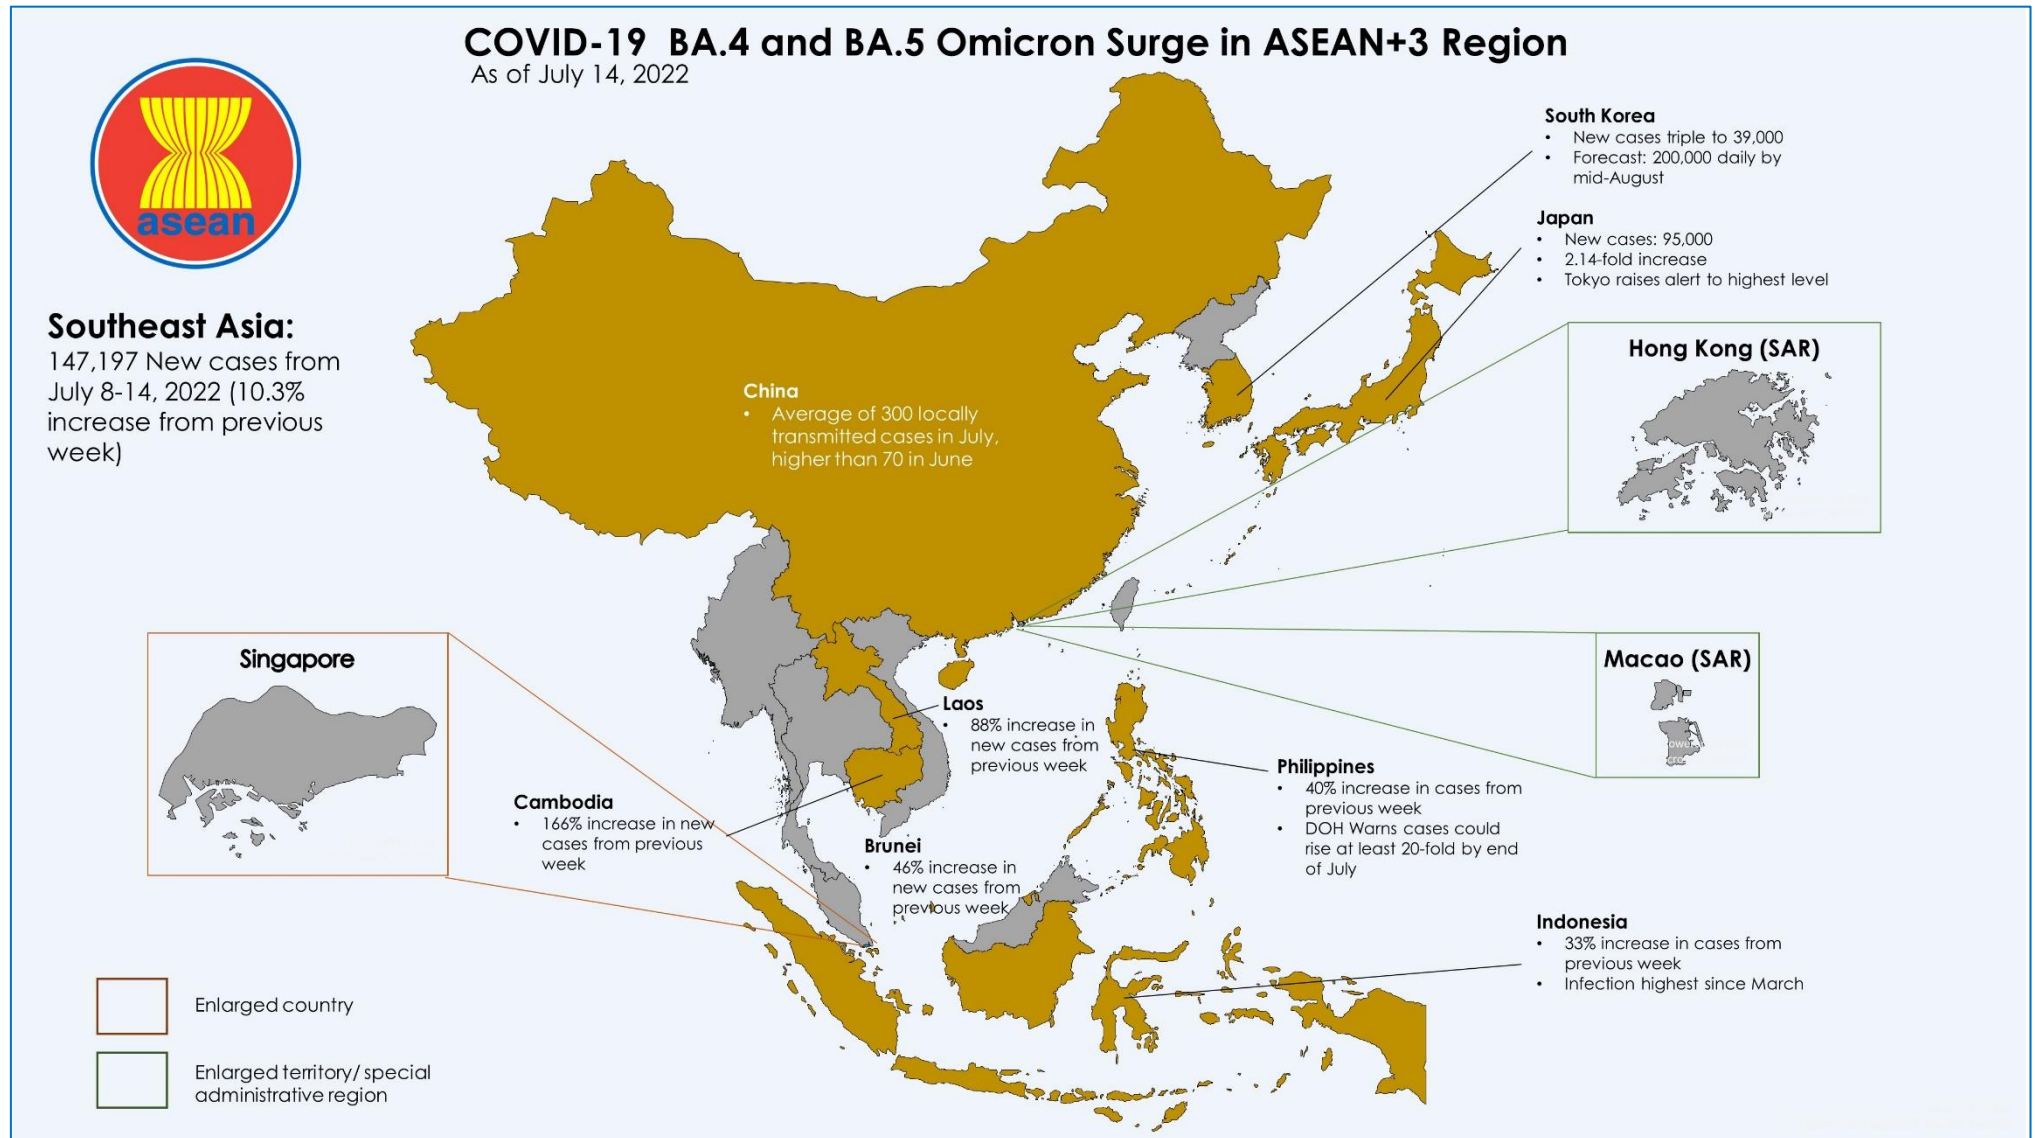 COVID-19 BA.4 and BA.5 Omicron Surge in ASEAN+3 Region
As of July 14, 2022
asean
Southeast Asia:
147,197 New cases from
July 8-14, 2022 (10.3%
increase from previous
week)
South Korea
• New cases triple to 39,000
• Forecast: 200,000 daily by
mid-August
Japan
• New cases: 95,000
• 2.14-fold increase
• Tokyo raises alert to highest level
Hong Kong (SAR)
China
• Average of 300 locally
transmitted cases in July,
higher than 70 in June
Singapore
Macao (SAR)
Laos
• 88% increase in
new cases from
previous week
Cambodia
• 166% increase in new
cases from previous
week
Brunei
• 46% increase in
new cases from
previous week
Philippines
• 40% increase in cases from
previous week
• DOH Warns cases could
rise at least 20-fold by end
of July
Indonesia
• 33% increase in cases from
previous week
• Infection highest since March
Enlarged country
Enlarged territory/ special
administrative region